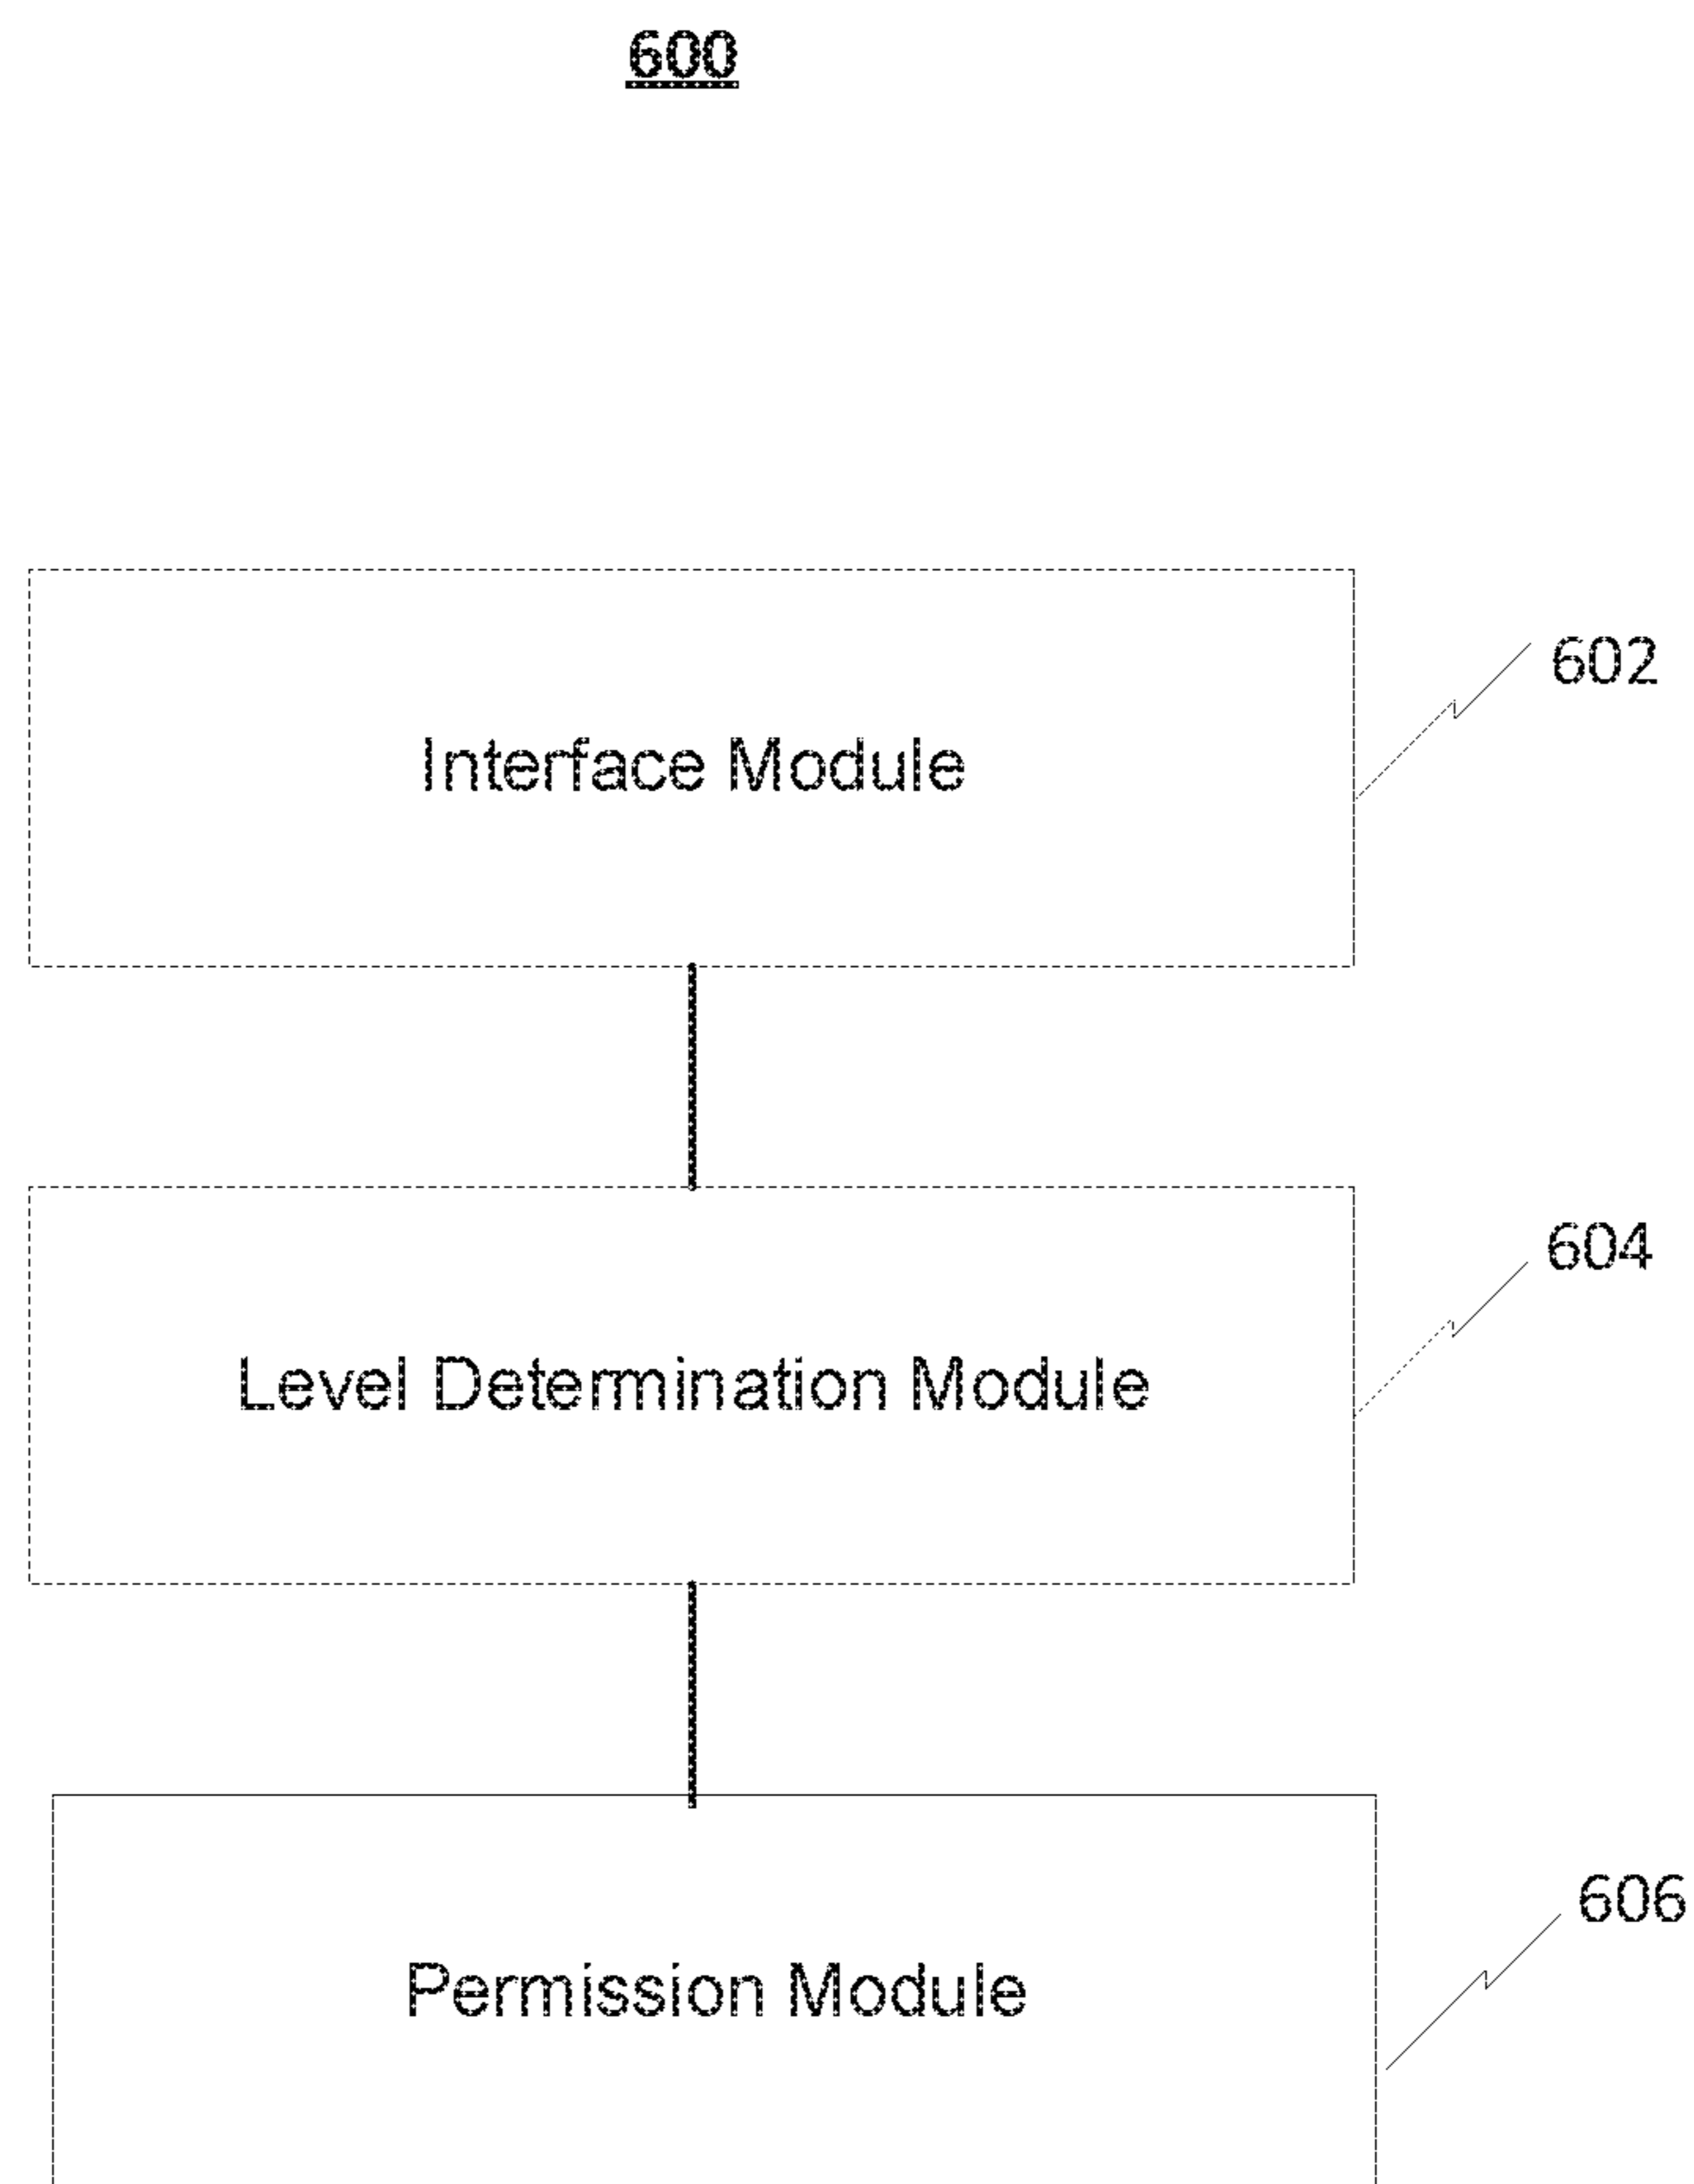 600
602
Interface Module
604
Level Determination Module
606
Permission Module